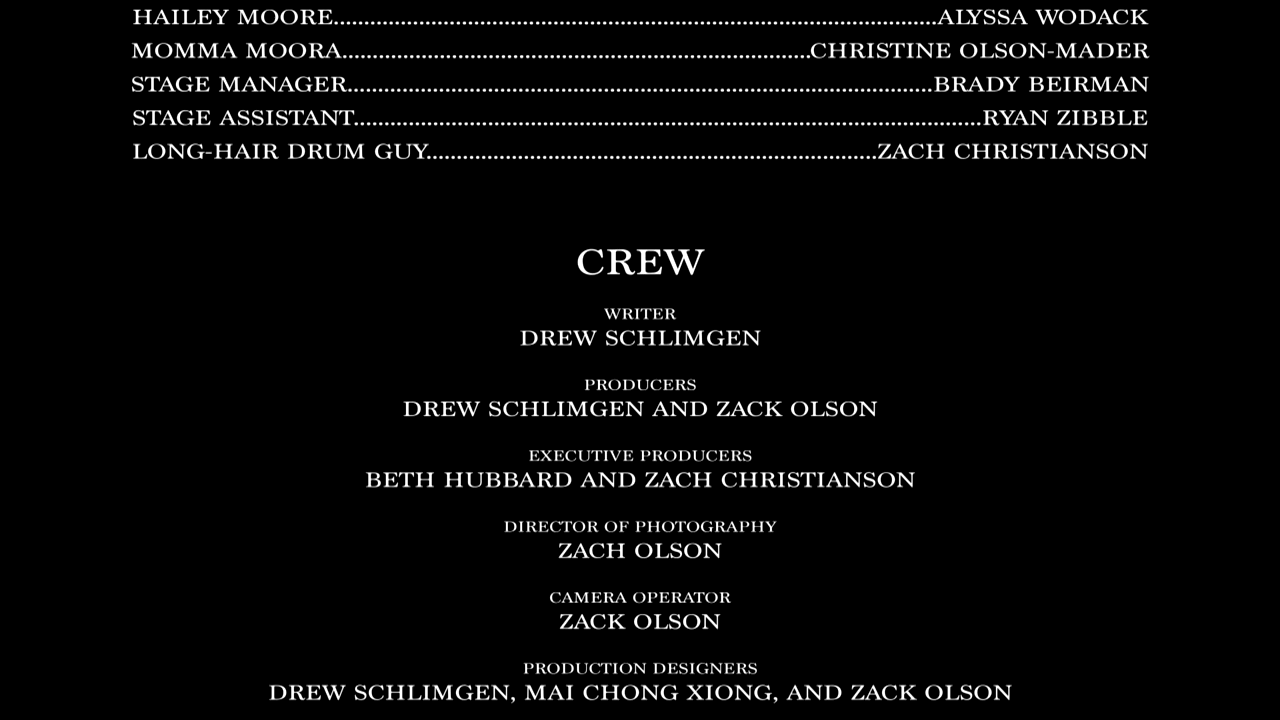 HAILEY MOORE........................................................................................ALYSSA WODACK
MOMMA MOORA....................................................................CHRISTINE OLSON-MADER
STAGE MANAGER.....................................................................................BRADY BEIRMAN
STAGE ASSISTANT...........................................................................................RYAN ZIBBLE
LONG-HAIR DRUM GUY.................................................................ZACH CHRISTIANSON
CREW
WRITER
DREW SCHLIMGEN
PRODUCERS
DREW SCHLIMGEN AND ZACK OLSON
EXECUTIVE PRODUCERS
BETH HUBBARD AND ZACH CHRISTIANSON
DIRECTOR OF PHOTOGRAPHY
ZACH OLSON
CAMERA OPERATOR
ZACK OLSON
PRODUCTION DESIGNERS
DREW SCHLIMGEN, MAI CHONG XIONG, AND ZACK OLSON